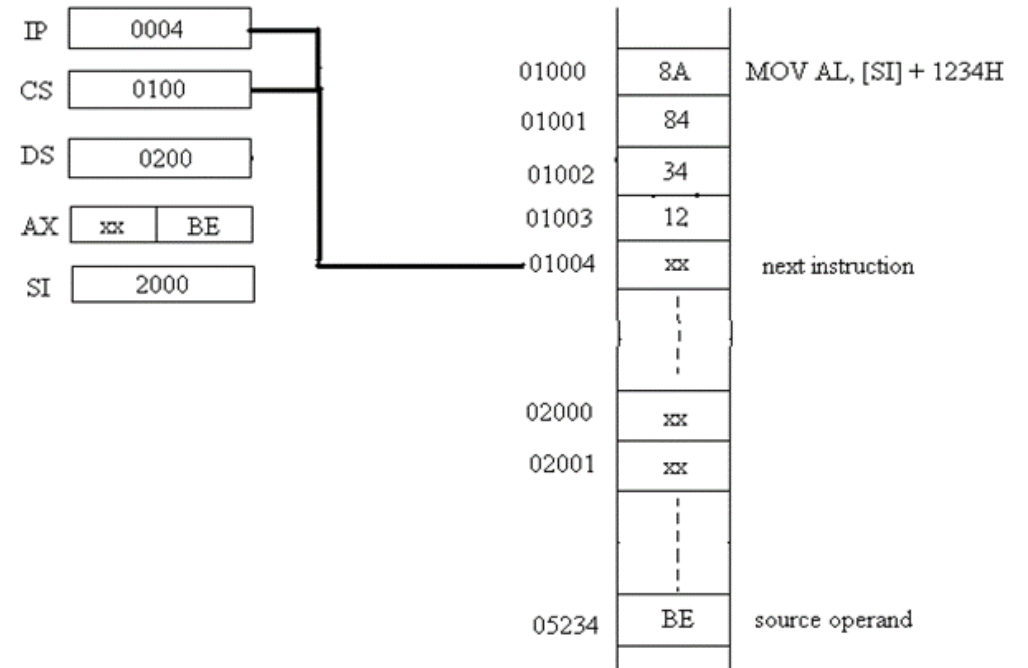 IP 0004
CS 0100
DS 0200
AX xx BE
SI 2000
01000 8A MOV AL, [SI] + 1234H
01001 84
01002 34
01003 12
01004 xx next instruction
02000 xx
02001 xx
05234 BE source operand